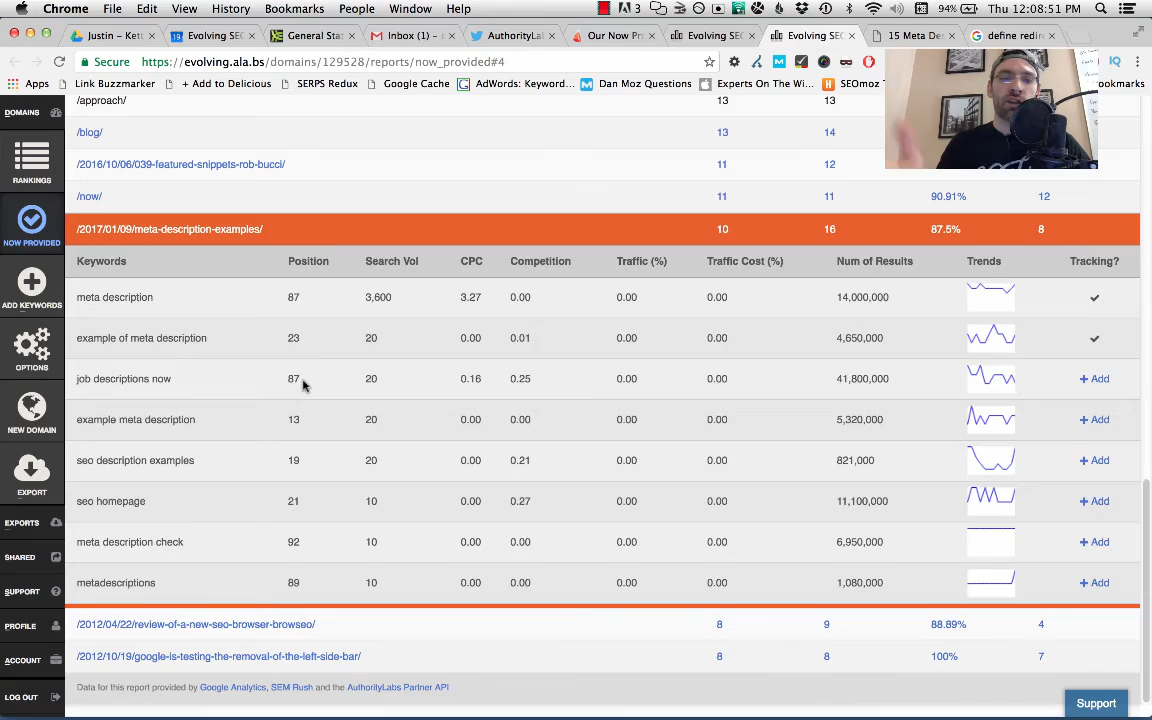 Chrome File Edit View History Bookmarks People Window Help 3 94% Thu 12:08:51 PM
Justin – Kett Evolving SEC General Stat Inbox (1) – AuthorityLab Our Now Pro Evolving SEC Evolving SEC 15 Meta Des define redir
Secure https://evolving.ala.bs/domains/129528/reports/now_provided#4
Apps Link Buzzmarker + Add to Delicious SERPS Redux Google Cache AdWords: Keyword… Dan Moz Questions Experts On The Wi… SEOmoz ookmarks
DOMAINS
RANKINGS
NOW PROVIDED
ADD KEYWORDS
OPTIONS
NEW DOMAIN
EXPORT
EXPORTS
SHARED
SUPPORT
PROFILE
ACCOUNT
LOG OUT
/approach/ 13 13
/blog/ 13 14
/2016/10/06/039-featured-snippets-rob-bucci/ 11 12
/now/ 11 11 90.91% 12
/2017/01/09/meta-description-examples/ 10 16 87.5% 8
Keywords Position Search Vol CPC Competition Traffic (%) Traffic Cost (%) Num of Results Trends Tracking?
meta description 87 3,600 3.27 0.00 0.00 0.00 14,000,000
example of meta description 23 20 0.00 0.01 0.00 0.00 4,650,000
job descriptions now 87 20 0.16 0.25 0.00 0.00 41,800,000 + Add
example meta description 13 20 0.00 0.00 0.00 0.00 5,320,000 + Add
seo description examples 19 20 0.00 0.21 0.00 0.00 821,000 + Add
seo homepage 21 10 0.00 0.27 0.00 0.00 11,100,000 + Add
meta description check 92 10 0.00 0.00 0.00 0.00 6,950,000 + Add
metadescriptions 89 10 0.00 0.00 0.00 0.00 1,080,000 + Add
/2012/04/22/review-of-a-new-seo-browser-browseo/ 8 9 88.89% 4
/2012/10/19/google-is-testing-the-removal-of-the-left-side-bar/ 8 8 100% 7
Data for this report provided by Google Analytics, SEM Rush and the AuthorityLabs Partner API
Support